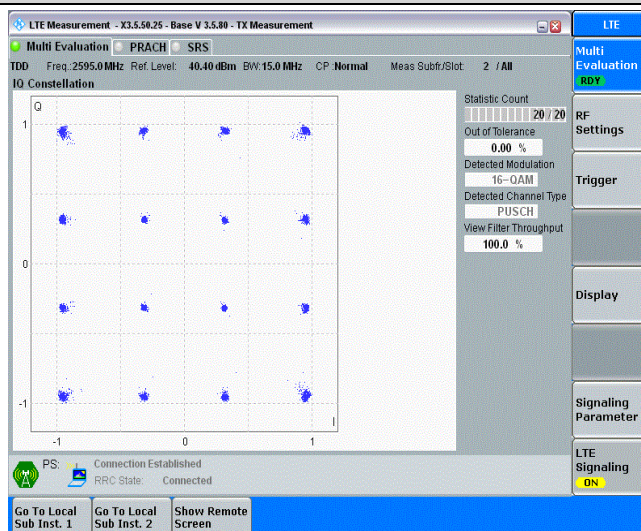 LTE Measurement - X3.5.50.25 - Base V 3.5.80 - TX Measurement
LTE
Multi Evaluation PRACH SRS
TDD Freq.:2595.0 MHz Ref. Level: 40.40 dBm BW:15.0 MHz CP :Normal Meas Subfr./Slot: 2 / All
IQ Constellation
Q
1
0
-1
-1 0 1
I
Statistic Count
20 / 20
Out of Tolerance
0.00 %
Detected Modulation
16-QAM
Detected Channel Type
PUSCH
View Filter Throughput
100.0 %
Multi
Evaluation
RDY
RF
Settings
Trigger
Display
Signaling
Parameter
LTE
Signaling
ON
PS: Connection Established
RRC State: Connected
Go To Local
Sub Inst. 1
Go To Local
Sub Inst. 2
Show Remote
Screen